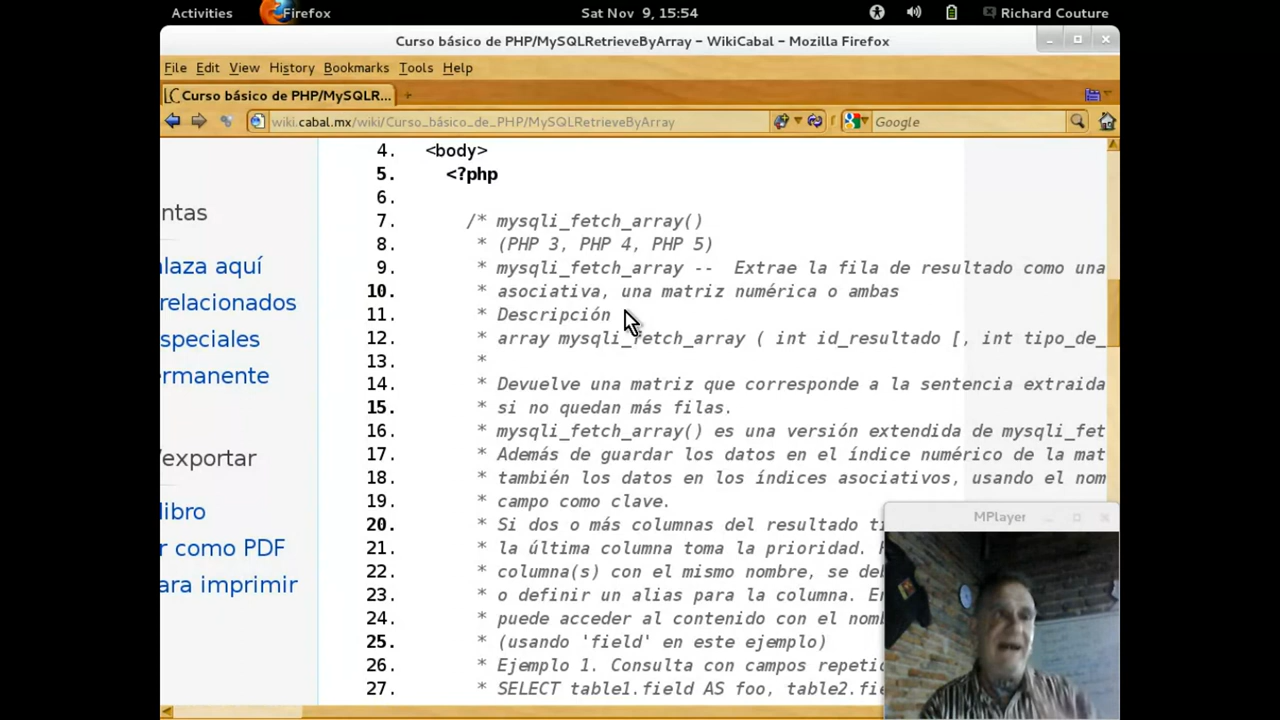 Activities
Firefox
Sat Nov 9, 15:54
Richard Couture
Curso básico de PHP/MySQLRetrieveByArray – WikiCabal – Mozilla Firefox
File Edit View History Bookmarks Tools Help
Curso básico de PHP/MySQLR...
wiki.cabal.mx/wiki/Curso_básico_de_PHP/MySQLRetrieveByArray
Google
ntas
laza aquí
relacionados
speciales
ermanente
/exportar
libro
r como PDF
ara imprimir
4. <body>
5. <?php
6.
7. /* mysqli_fetch_array()
8. * (PHP 3, PHP 4, PHP 5)
9. * mysqli_fetch_array -- Extrae la fila de resultado como una
10. * asociativa, una matriz numérica o ambas
11. * Descripción
12. * array mysqli_fetch_array ( int id_resultado [, int tipo_de_
13. *
14. * Devuelve una matriz que corresponde a la sentencia extraida
15. * si no quedan más filas.
16. * mysqli_fetch_array() es una versión extendida de mysqli_fet
17. * Además de guardar los datos en el índice numérico de la mat
18. * también los datos en los índices asociativos, usando el nom
19. * campo como clave.
20. * Si dos o más columnas del resultado ti
21. * la última columna toma la prioridad.
22. * columna(s) con el mismo nombre, se deb
23. * o definir un alias para la columna. En
24. * puede acceder al contenido con el nomb
25. * (usando 'field' en este ejemplo)
26. * Ejemplo 1. Consulta con campos repetid
27. * SELECT table1.field AS foo, table2.fie
MPlayer